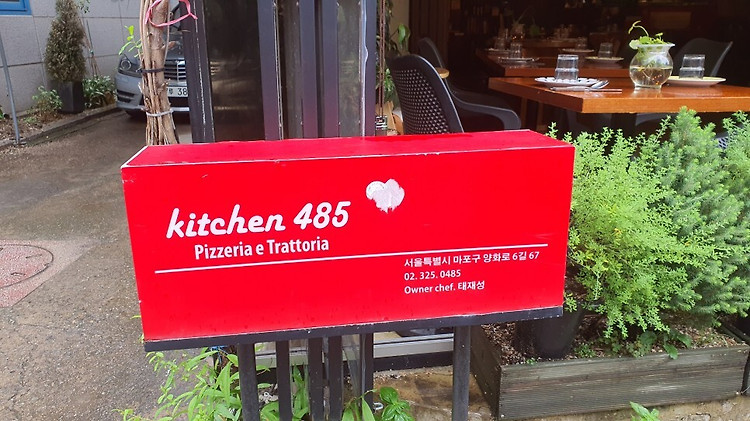 kitchen 485
Pizzeria e Trattoria
서울특별시 마포구 양화로 6길 67
02. 325. 0485
Owner chef. 태재성